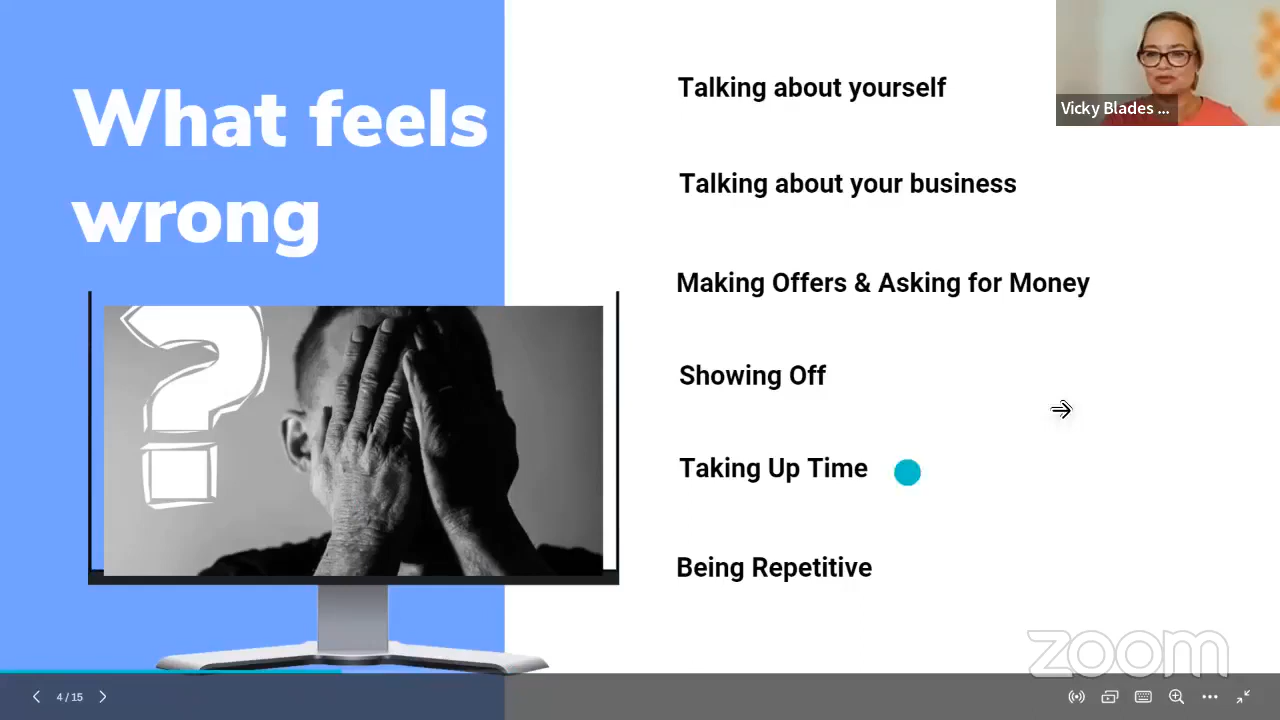 What feels
wrong
Talking about yourself
Talking about your business
Making Offers & Asking for Money
Showing Off
Taking Up Time
Being Repetitive
Vicky Blades ...
?
zoom
4 / 15